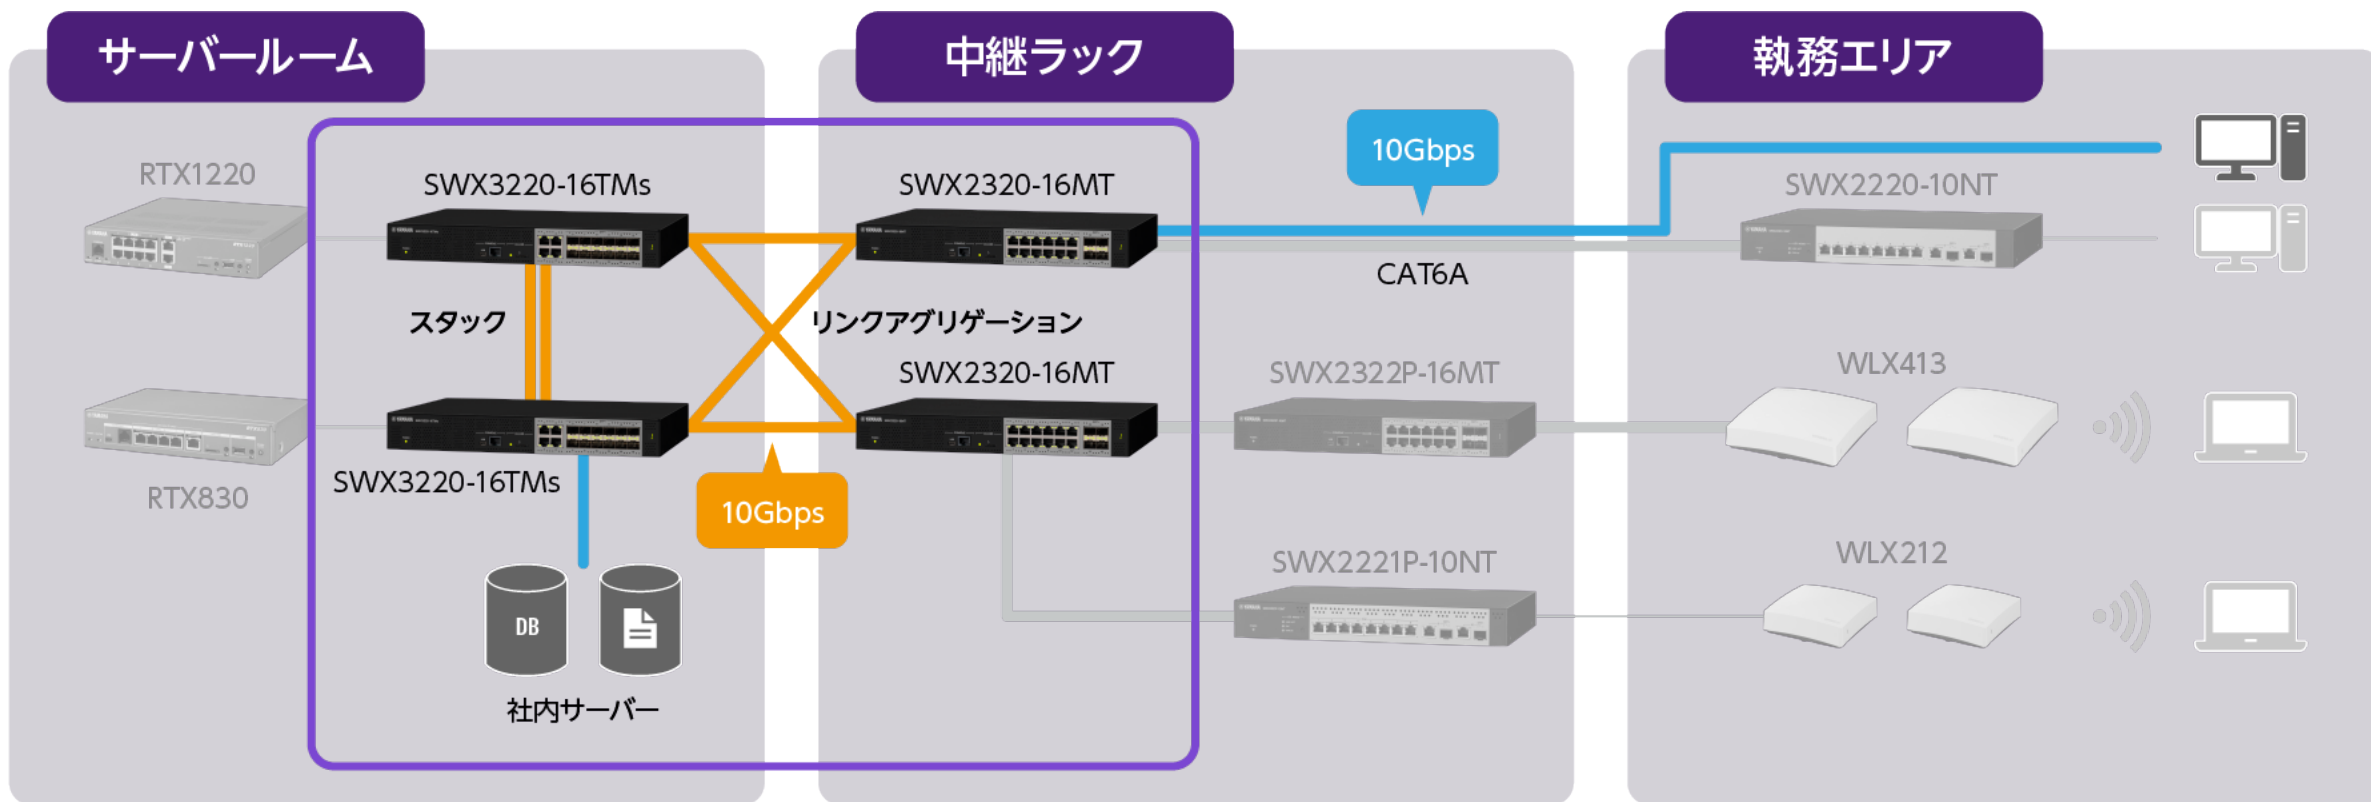 サーバールーム
中継ラック
執務エリア
RTX1220
SWX3220-16TMs
SWX2320-16MT
10Gbps
SWX2220-10NT
CAT6A
スタック
リンクアグリゲーション
SWX2320-16MT
SWX2322P-16MT
WLX413
SWX3220-16TMs
RTX830
10Gbps
SWX2221P-10NT
WLX212
DB
社内サーバー